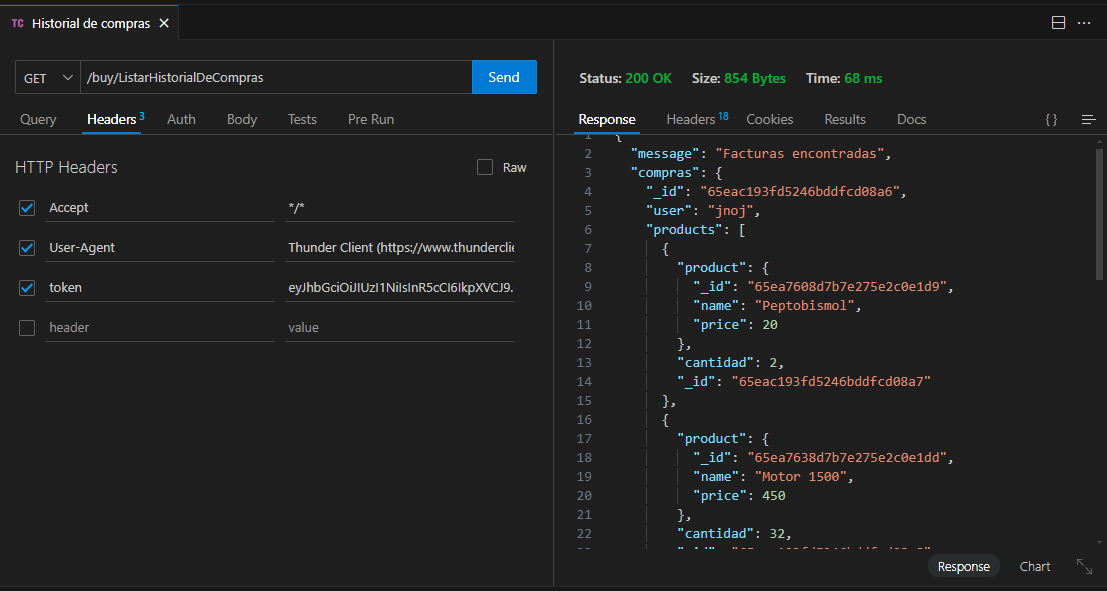 TC Historial de compras
GET /buy/ListarHistorialDeCompras Send
Query Headers 3 Auth Body Tests Pre Run
HTTP Headers Raw
Accept */*
User-Agent Thunder Client (https://www.thunderclie
token eyJhbGciOiJIUzI1NiIsInR5cCI6IkpXVCJ9.
header value
Status: 200 OK Size: 854 Bytes Time: 68 ms
Response Headers 18 Cookies Results Docs {}
1 {
2 "message": "Facturas encontradas",
3 "compras": {
4 "_id": "65eac193fd5246bddfcd08a6",
5 "user": "jnoj",
6 "products": [
7 {
8 "product": {
9 "_id": "65ea7608d7b7e275e2c0e1d9",
10 "name": "Peptobismol",
11 "price": 20
12 },
13 "cantidad": 2,
14 "_id": "65eac193fd5246bddfcd08a7"
15 },
16 {
17 "product": {
18 "_id": "65ea7638d7b7e275e2c0e1dd",
19 "name": "Motor 1500",
20 "price": 450
21 },
22 "cantidad": 32,
Response Chart